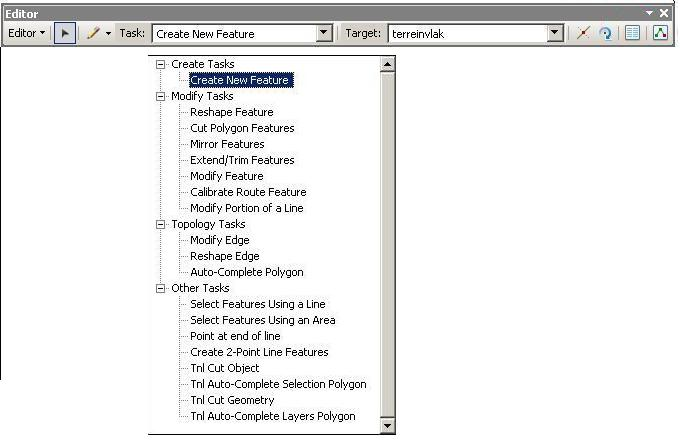 Editor
Editor Task: Create New Feature Target: terreinvlak
Create Tasks
Create New Feature
Modify Tasks
Reshape Feature
Cut Polygon Features
Mirror Features
Extend/Trim Features
Modify Feature
Calibrate Route Feature
Modify Portion of a Line
Topology Tasks
Modify Edge
Reshape Edge
Auto-Complete Polygon
Other Tasks
Select Features Using a Line
Select Features Using an Area
Point at end of line
Create 2-Point Line Features
Tnl Cut Object
Tnl Auto-Complete Selection Polygon
Tnl Cut Geometry
Tnl Auto-Complete Layers Polygon